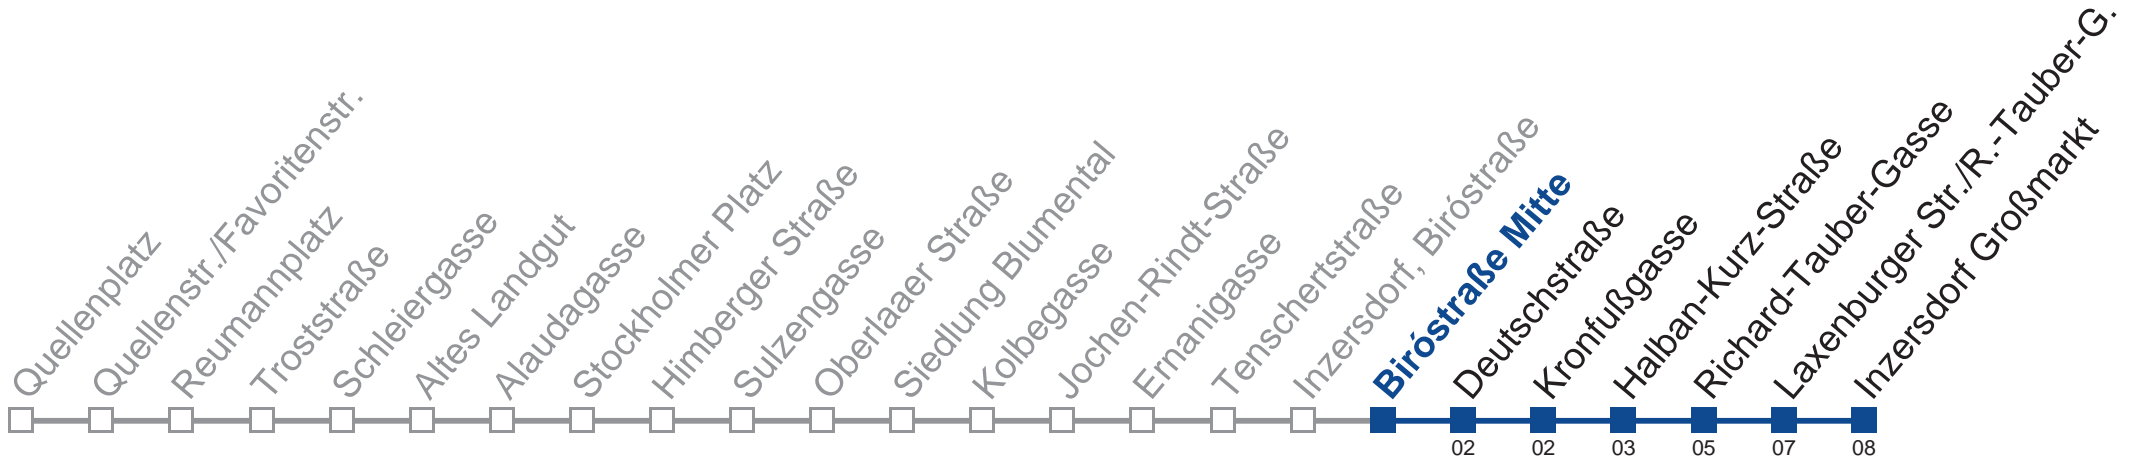 Quellenplatz
Quellenstr./Favoritenstr.
Reumannplatz
Troststraße
Schleiergasse
Altes Landgut
Alaudagasse
Stockholmer Platz
Himberger Straße
Sulzengasse
Oberlaaer Straße
Siedlung Blumental
Kolbegasse
Jochen-Rindt-Straße
Ernanigasse
Tenschertstraße
Inzersdorf, Biróstraße
Biróstraße Mitte
Deutschstraße
Kronfußgasse
Halban-Kurz-Straße
Richard-Tauber-Gasse
Laxenburger Str./R.-Tauber-G.
Inzersdorf Großmarkt
02 02 03 05 07 08